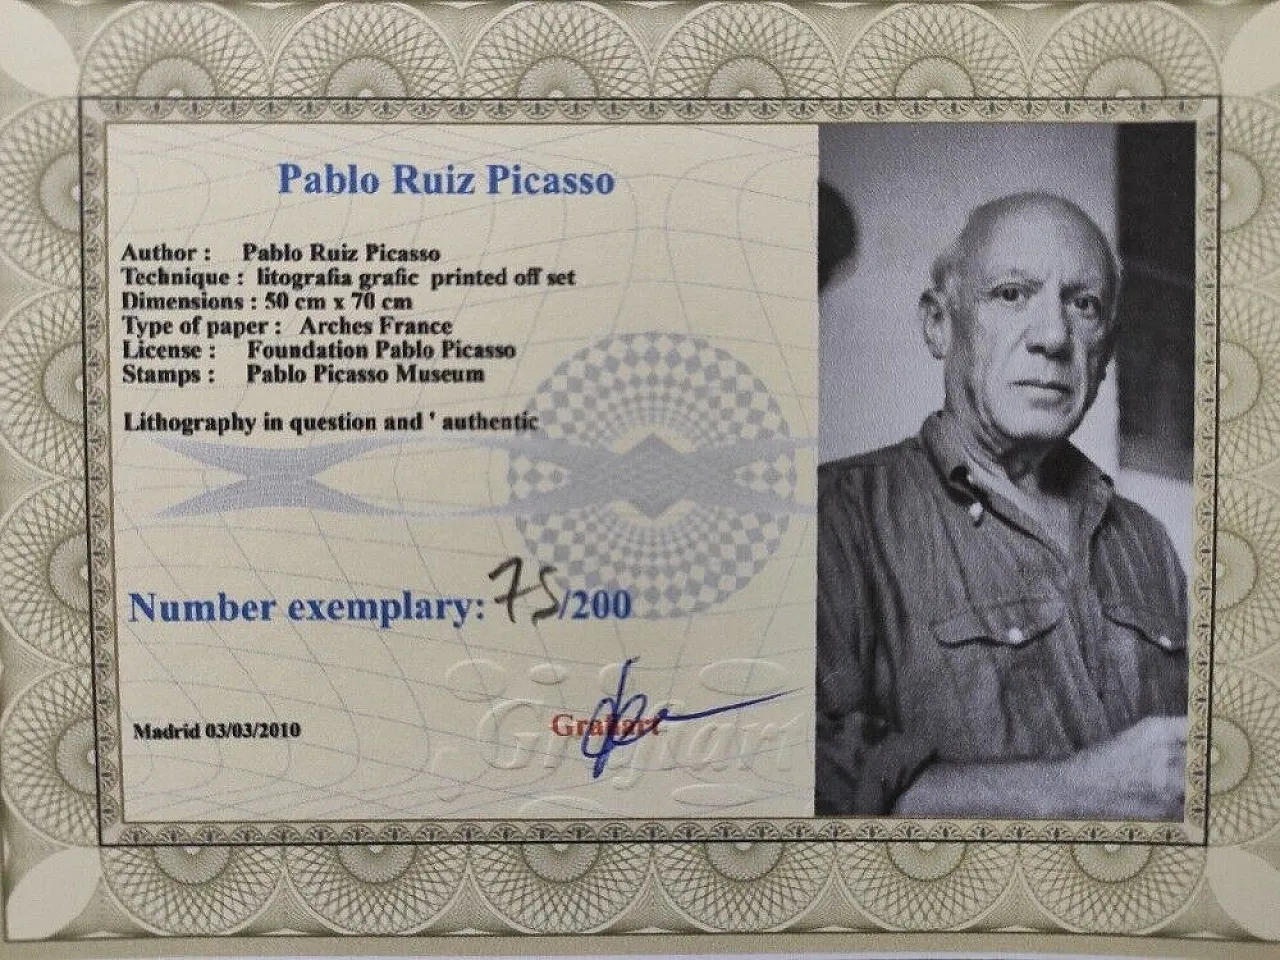 Pablo Ruiz Picasso
Author : Pablo Ruiz Picasso
Technique : litografia grafic printed off set
Dimensions : 50 cm x 70 cm
Type of paper : Arches France
License : Foundation Pablo Picasso
Stamps : Pablo Picasso Museum
Lithography in question and ' authentic
Number exemplary: 75/200
Madrid 03/03/2010